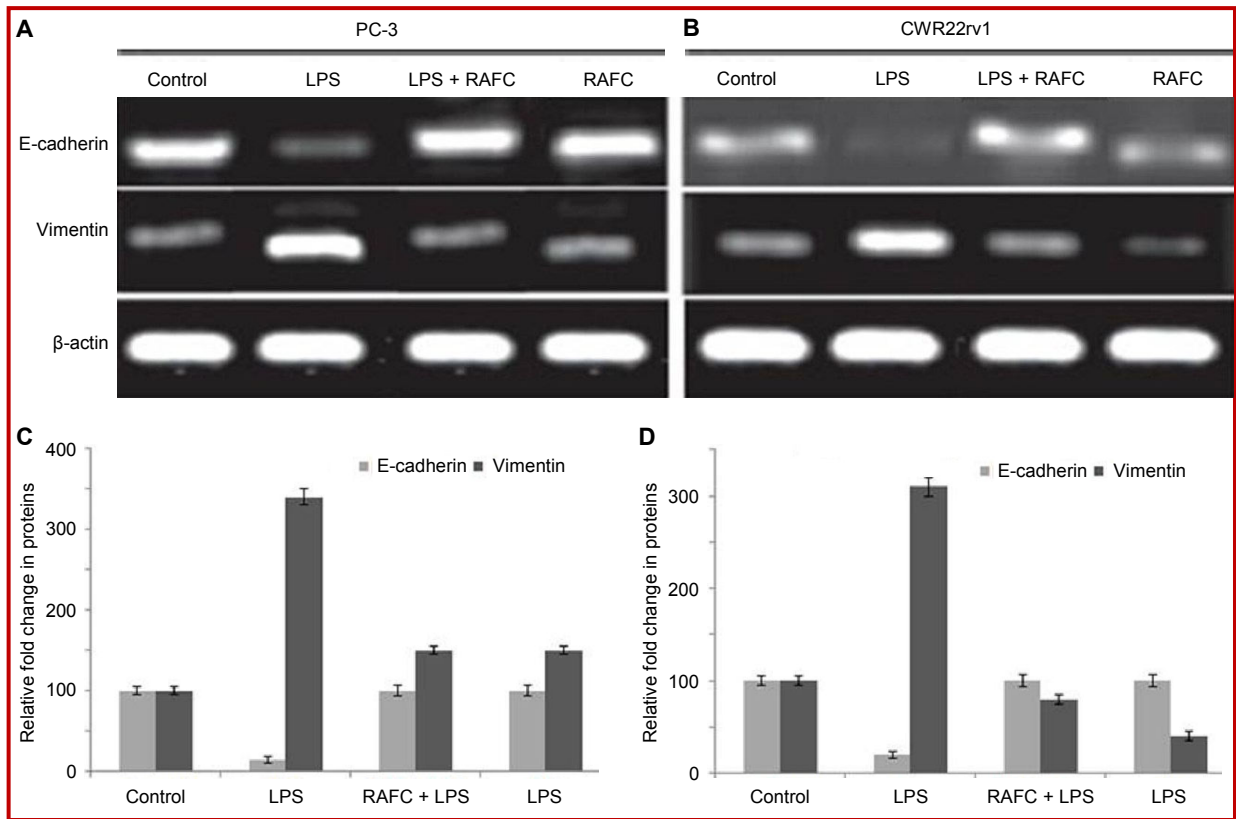 A PC-3
Control LPS LPS + RAFC RAFC
B CWR22rv1
Control LPS LPS + RAFC RAFC
E-cadherin
Vimentin
β-actin
C
Relative fold change in proteins
400
300
200
100
0
E-cadherin Vimentin
Control LPS RAFC + LPS LPS
D
Relative fold change in proteins
300
200
100
0
E-cadherin Vimentin
Control LPS RAFC + LPS LPS